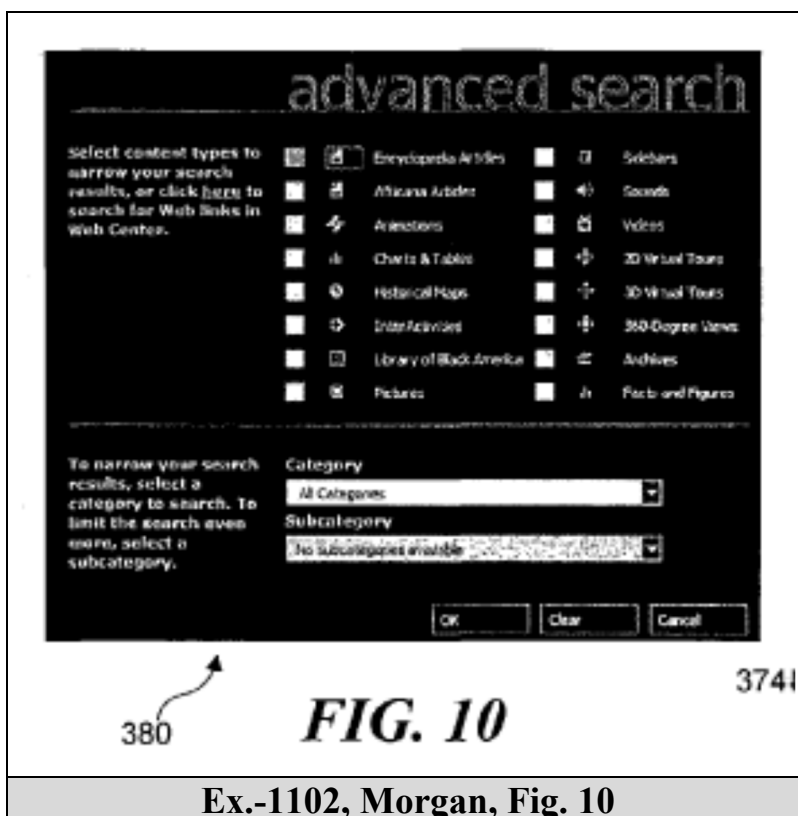 advanced search
Select content types to
narrow your search
results, or click here to
search for Web links in
Web Center.
Encyclopedia Articles
Sidebars
Africana Articles
Sounds
Animations
Videos
Charts & Tables
2D Virtual Tours
Historical Maps
3D Virtual Tours
InterActivities
360-Degree Views
Library of Black America
Archives
Pictures
Facts and Figures
To narrow your search
results, select a
category to search. To
limit the search even
more, select a
subcategory.
Category
All Categories
Subcategory
No subcategories available
OK Clear Cancel
380
FIG. 10
374
Ex.-1102, Morgan, Fig. 10